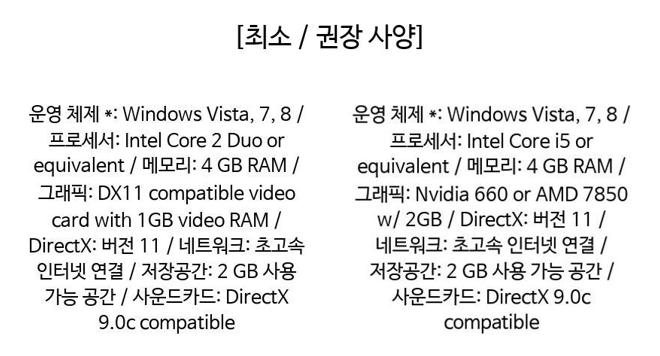 [최소 / 권장 사양]
운영 체제 *: Windows Vista, 7, 8 /
프로세서: Intel Core 2 Duo or
equivalent / 메모리: 4 GB RAM /
그래픽: DX11 compatible video
card with 1GB video RAM /
DirectX: 버전 11 / 네트워크: 초고속
인터넷 연결 / 저장공간: 2 GB 사용
가능 공간 / 사운드카드: DirectX
9.0c compatible
운영 체제 *: Windows Vista, 7, 8 /
프로세서: Intel Core i5 or
equivalent / 메모리: 4 GB RAM /
그래픽: Nvidia 660 or AMD 7850
w/ 2GB / DirectX: 버전 11 /
네트워크: 초고속 인터넷 연결 /
저장공간: 2 GB 사용 가능 공간 /
사운드카드: DirectX 9.0c
compatible